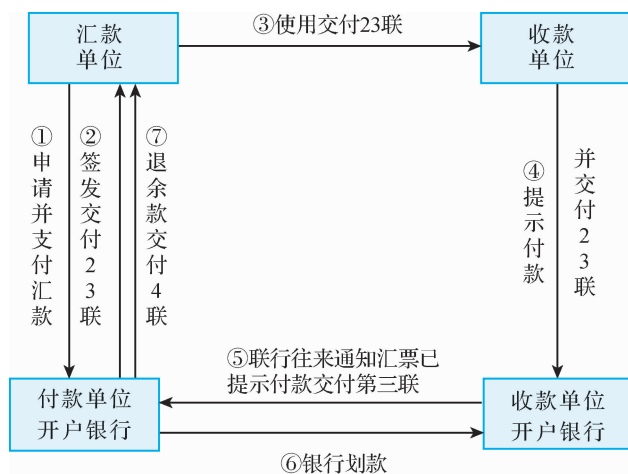 汇款
单位
③使用交付23联
收款
单位
①申请并支付汇款
②签发交付23联
⑦退余款交付4联
④提示付款
并交付23联
⑤联行往来通知汇票已
提示付款交付第三联
付款单位
开户银行
收款单位
开户银行
⑥银行划款